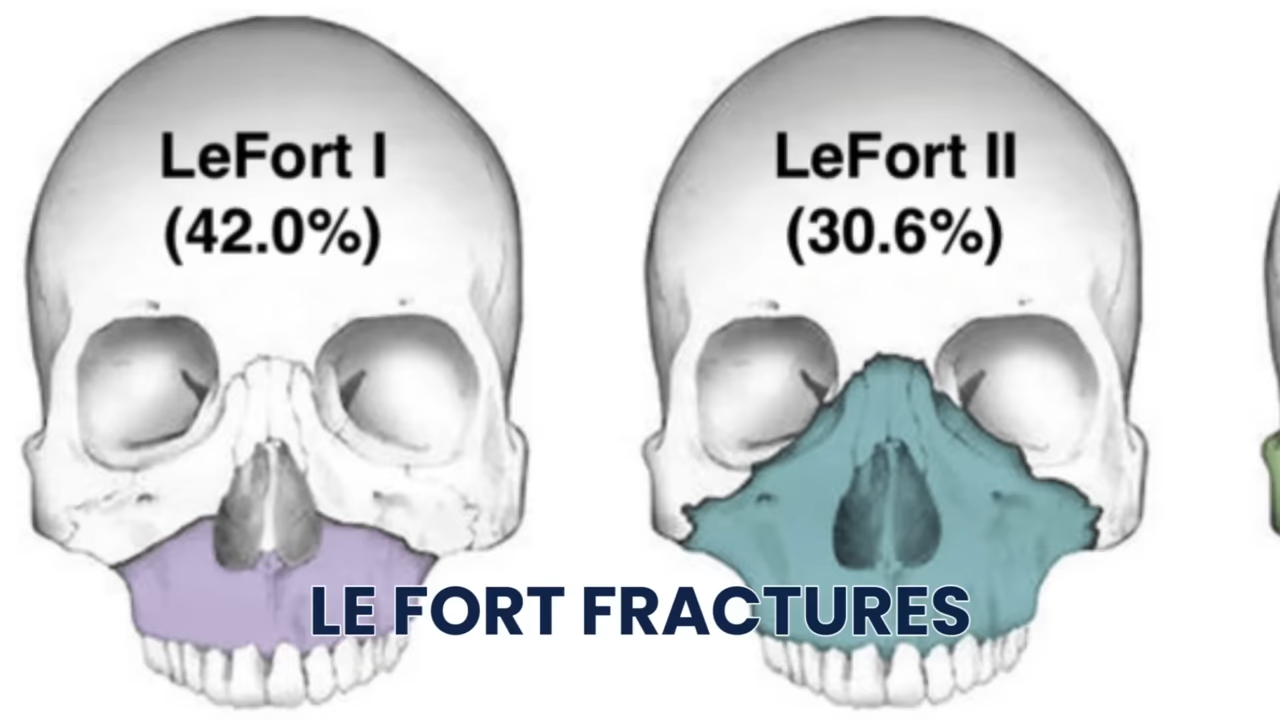 LeFort I
(42.0%)
LeFort II
(30.6%)
LE FORT FRACTURES